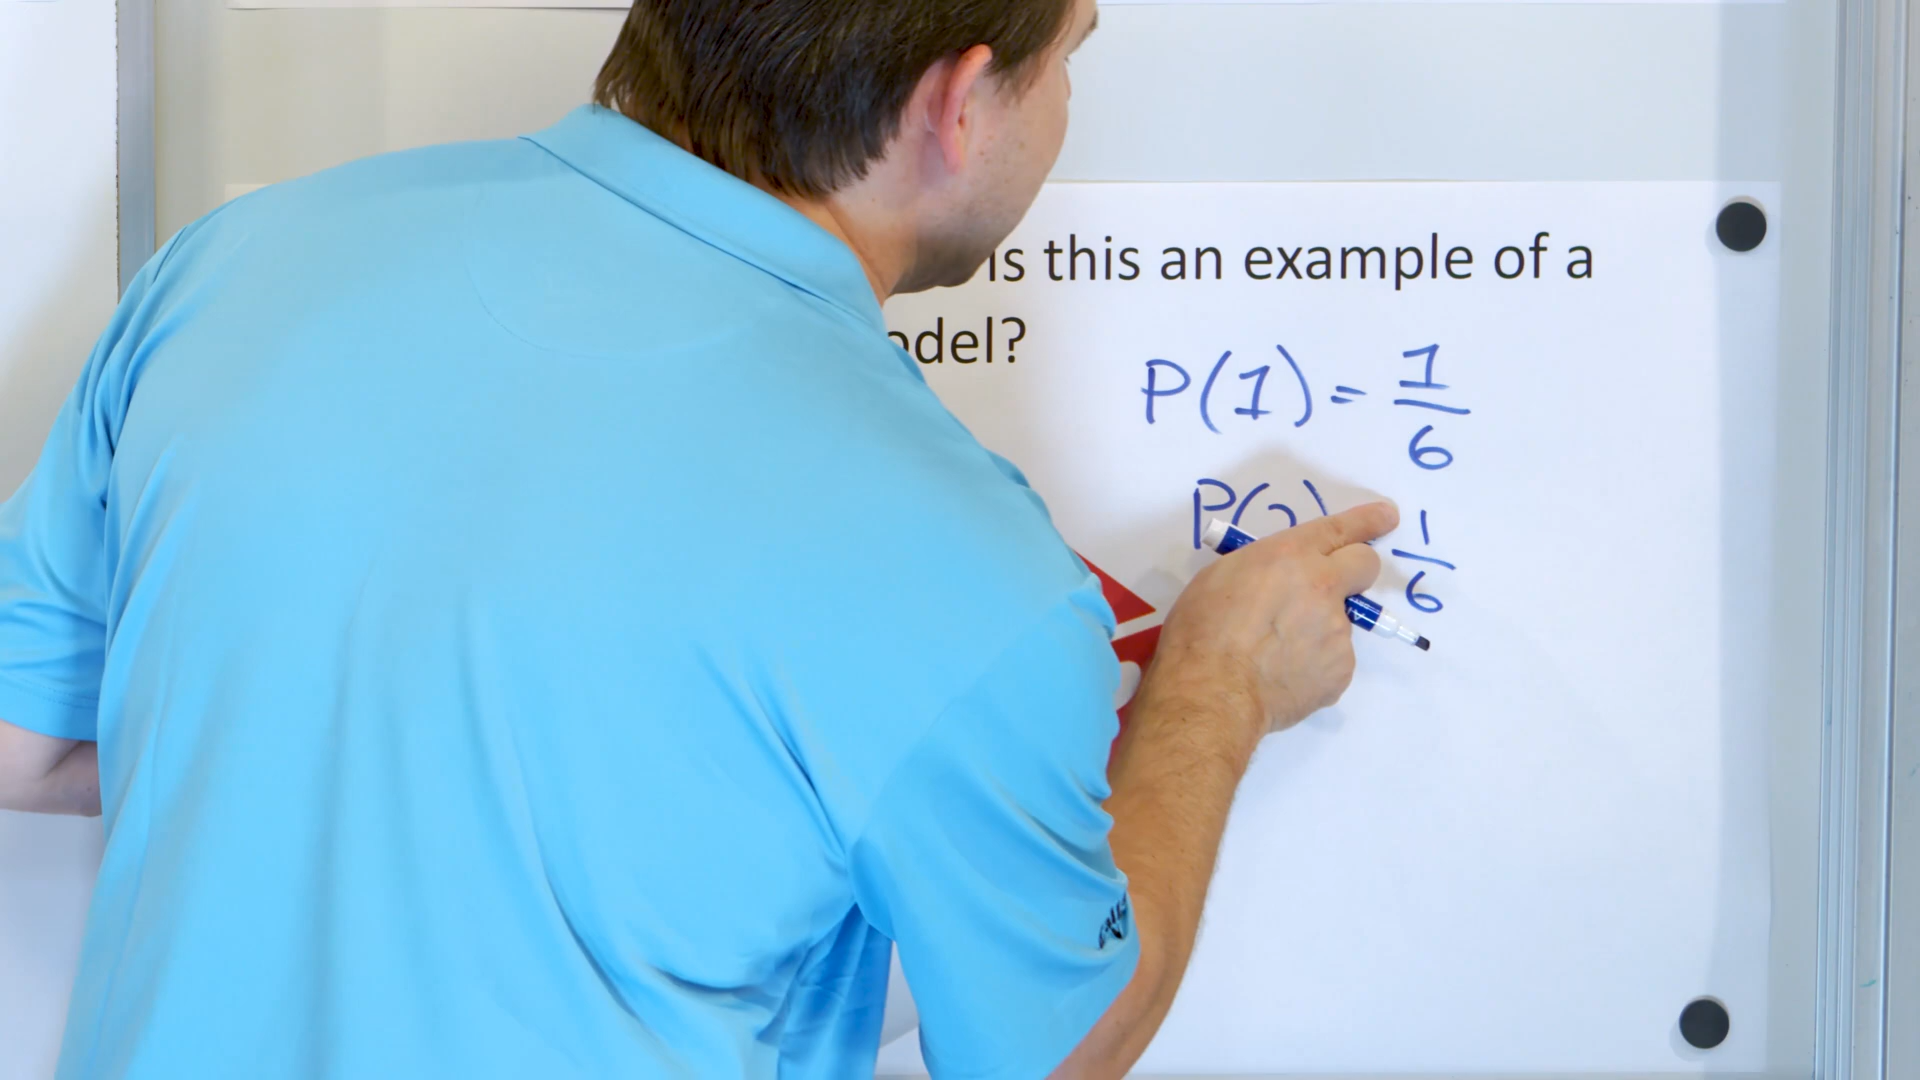 is this an example of a
odel?
P(1) = 1/6
P(2) 1/6